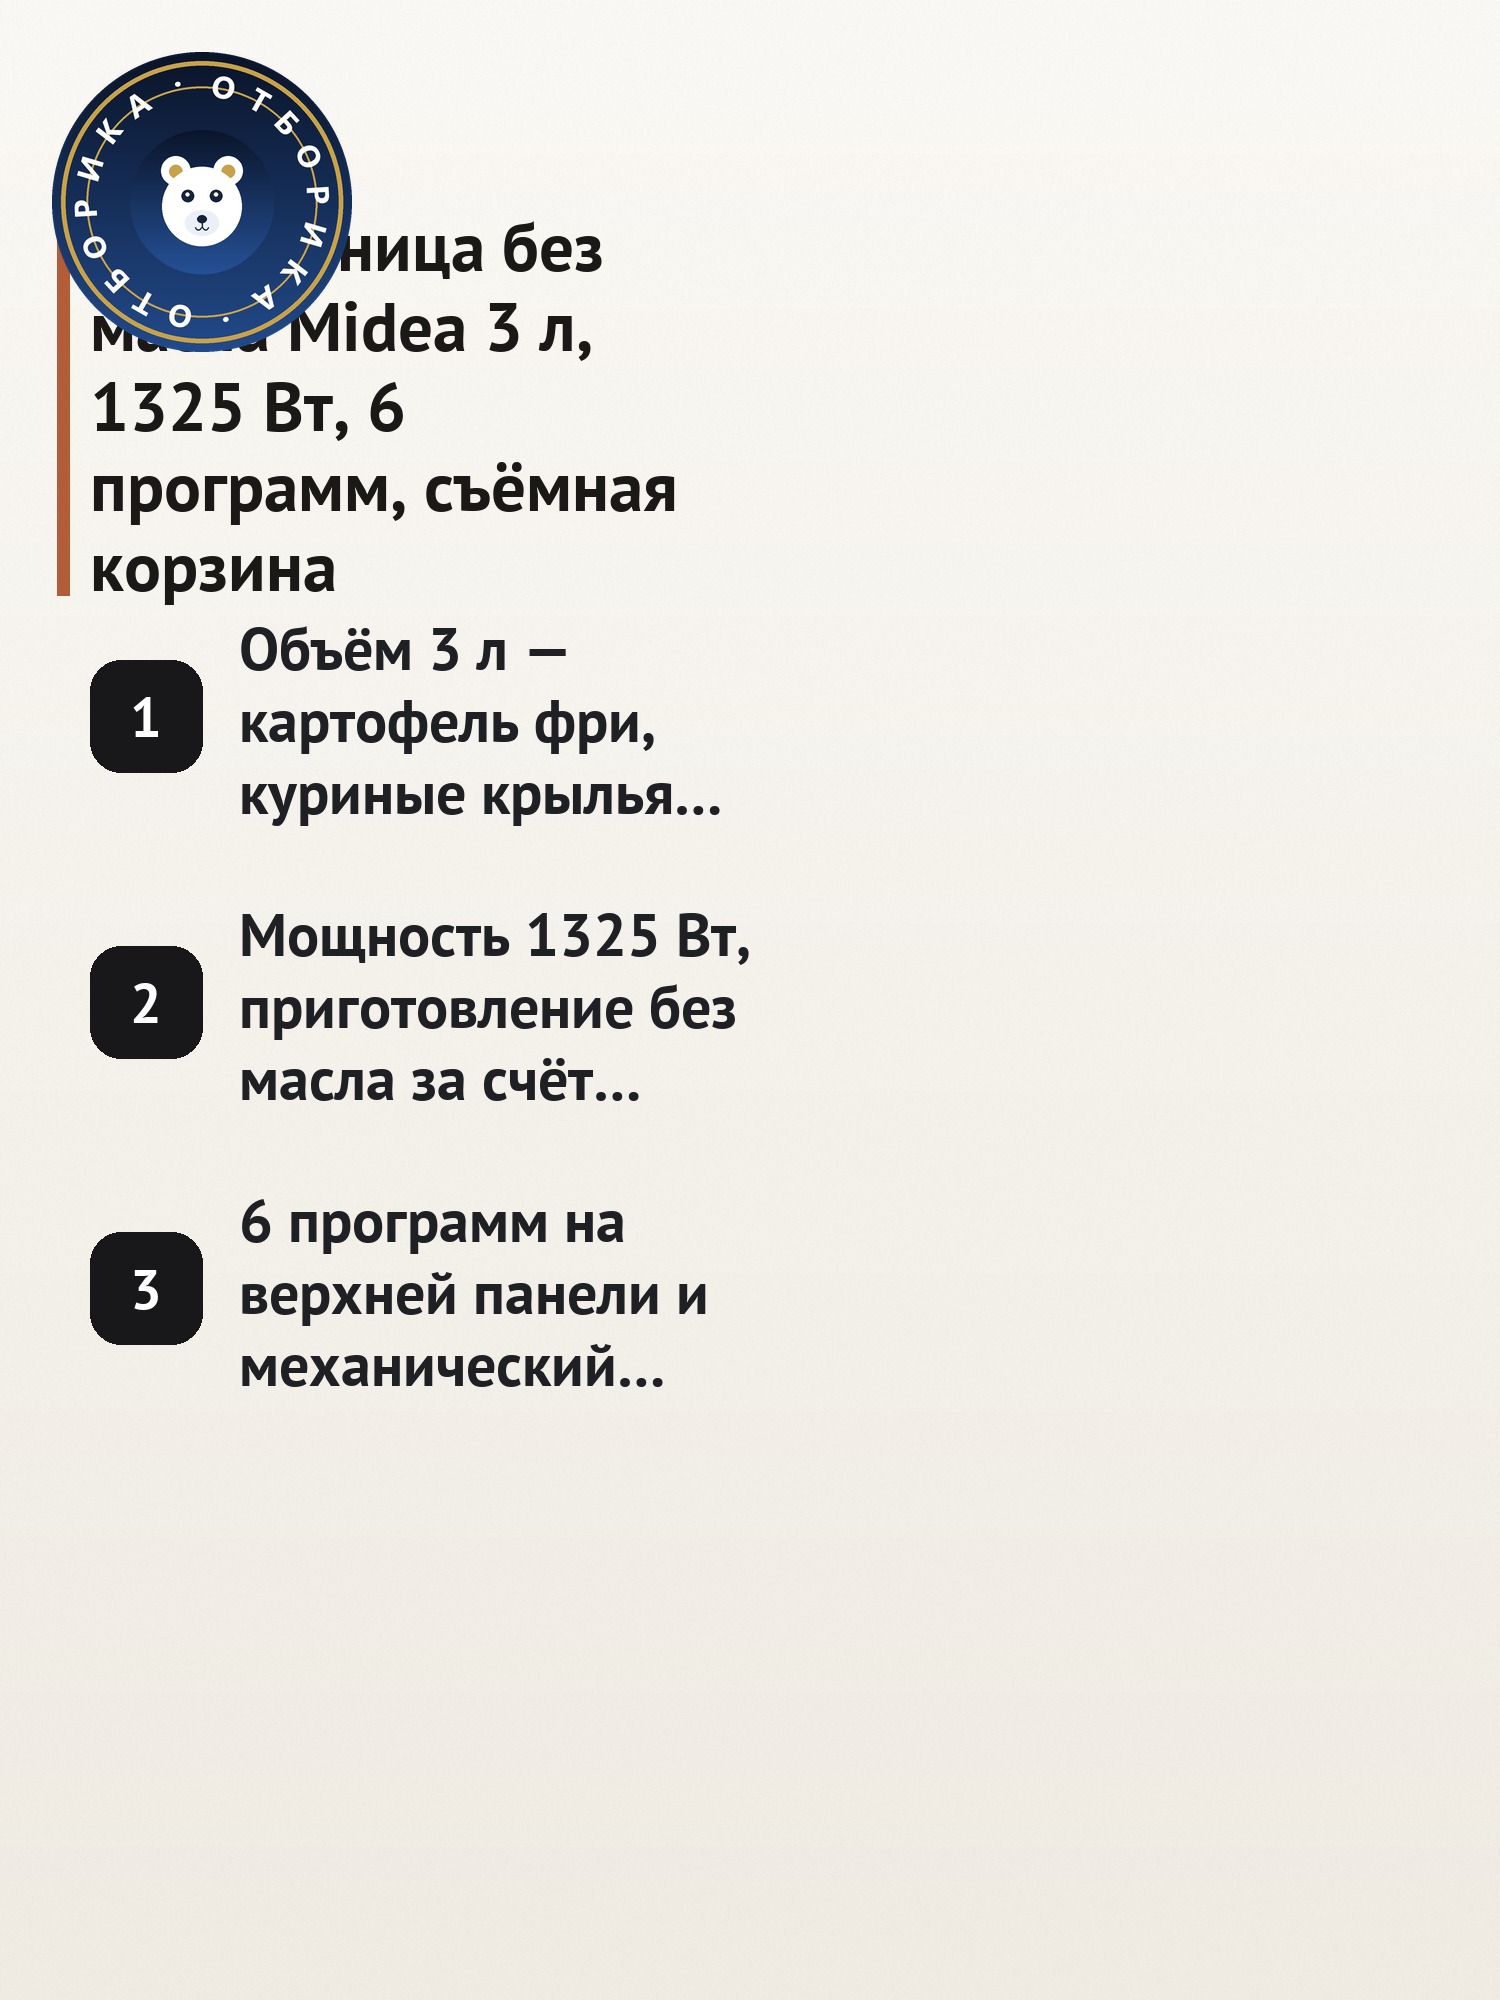 ОТБОРИКА · ОТБОРИКА ·
без
Midea 3 л,
1325 Вт, 6
программ, съёмная
корзина
1
Объём 3 л —
картофель фри,
куриные крылья...
2
Мощность 1325 Вт,
приготовление без
масла за счёт...
3
6 программ на
верхней панели и
механический...